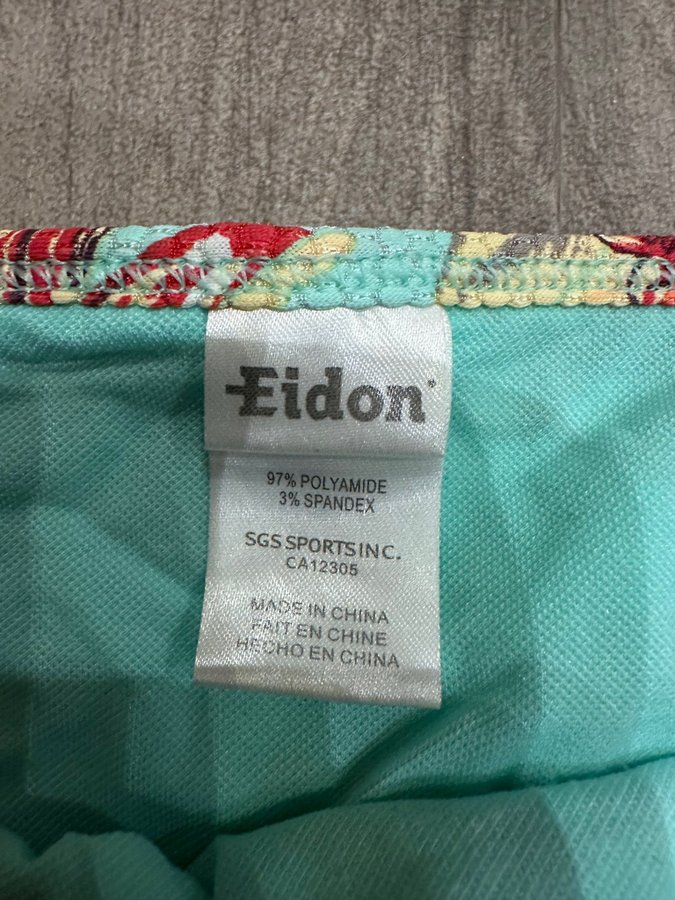 Eidon
97% POLYAMIDE
3% SPANDEX
SGS SPORTS INC.
CA12305
MADE IN CHINA
FAIT EN CHINE
HECHO EN CHINA